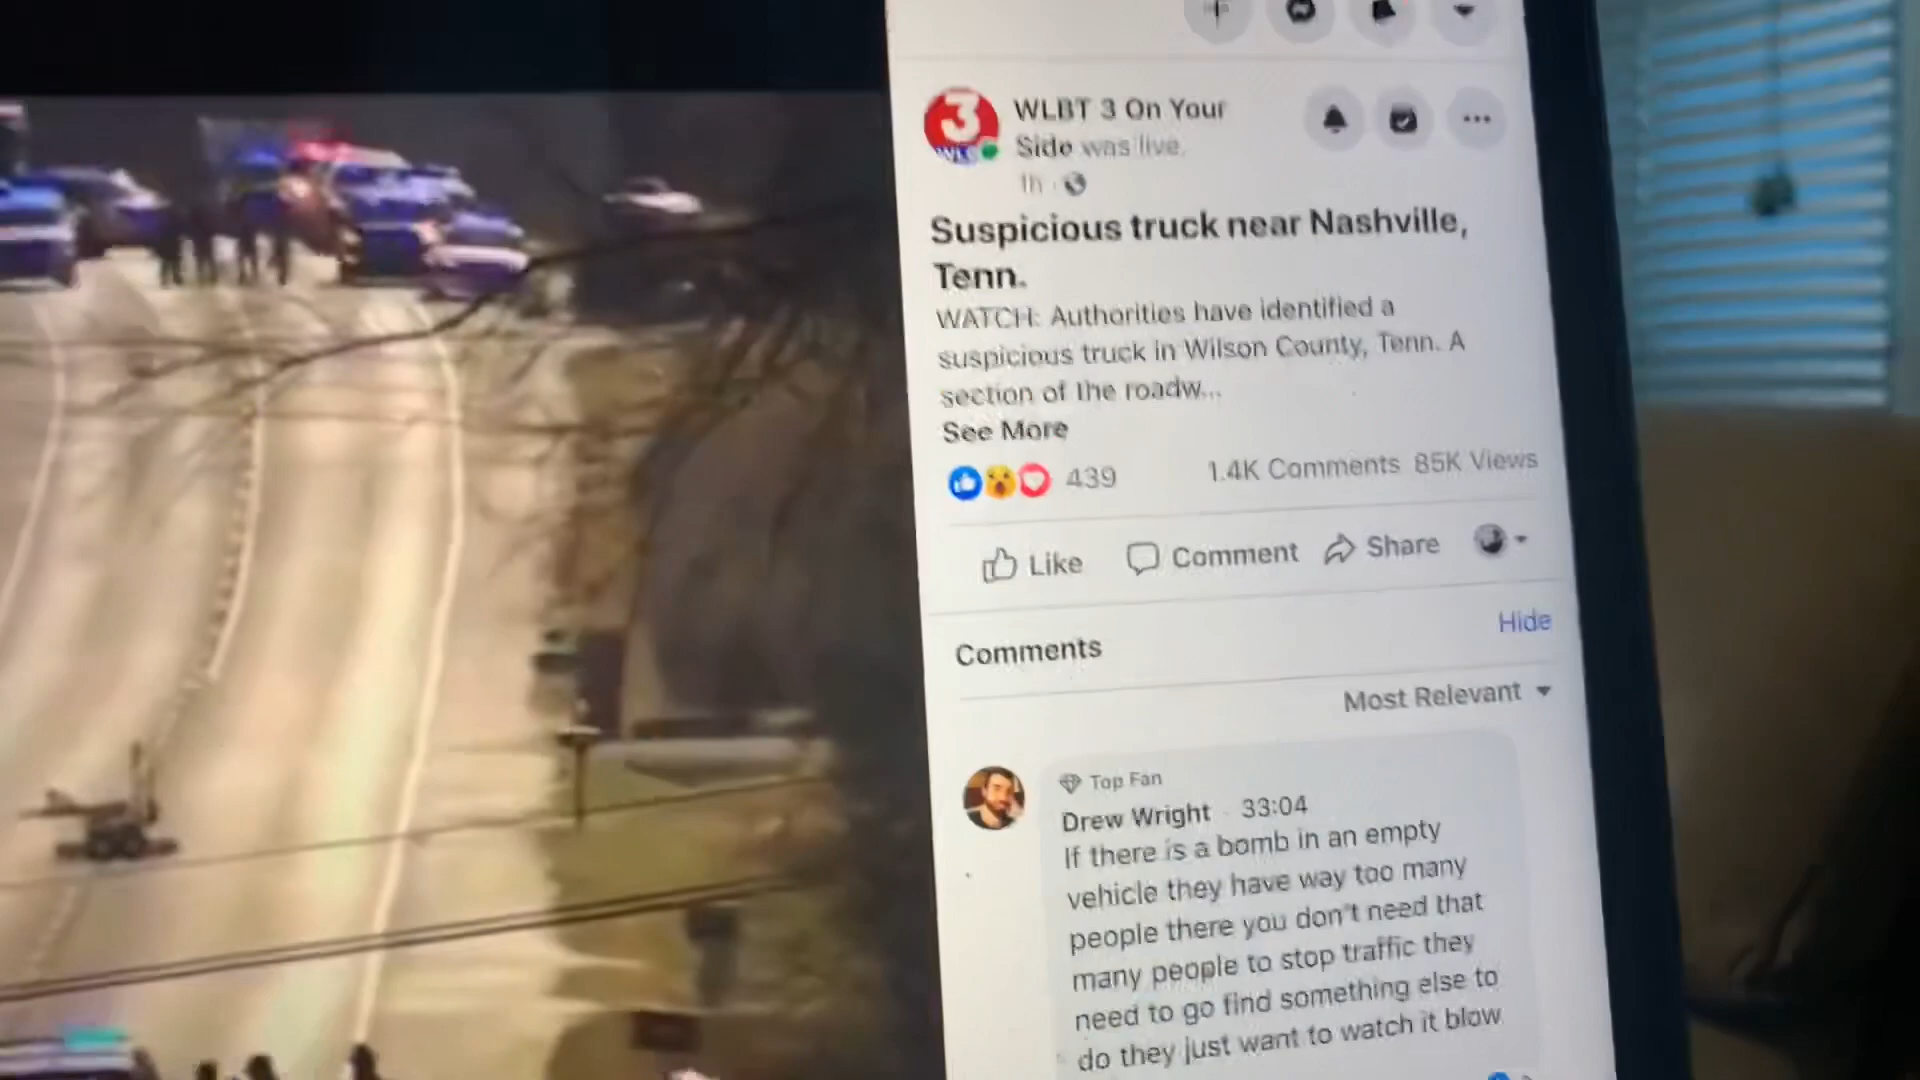 3
WLBT 3 On Your
Side was live.
1h
Suspicious truck near Nashville,
Tenn.
WATCH: Authorities have identified a
suspicious truck in Wilson County, Tenn. A
section of the roadw...
See More
439 1.4K Comments 85K Views
Like Comment Share
Comments Hide
Most Relevant
Top Fan
Drew Wright · 33:04
If there is a bomb in an empty
vehicle they have way too many
people there you don't need that
many people to stop traffic they
need to go find something else to
do they just want to watch it blow